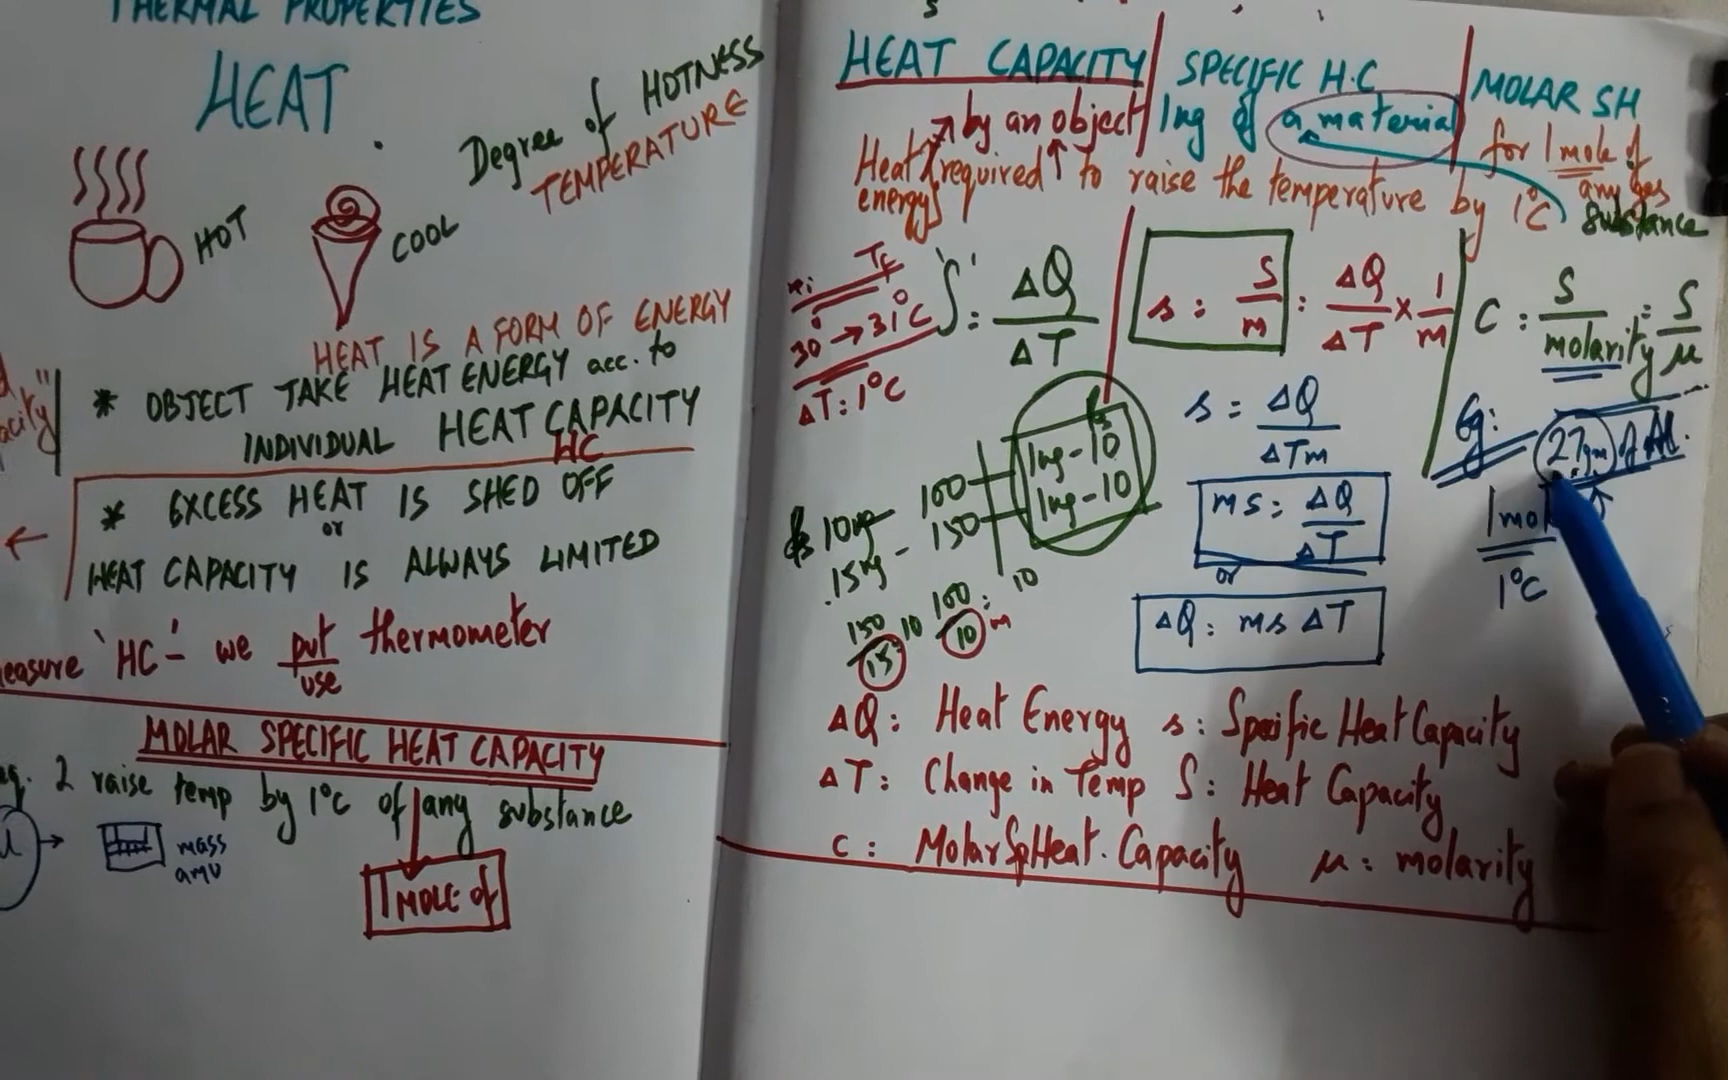 THERMAL PROPERTIES
HEAT
Degree of HOTNESS
TEMPERATURE
HOT
COOL
HEAT IS A FORM OF ENERGY
* OBJECT TAKE HEAT ENERGY acc. to
INDIVIDUAL HEAT CAPACITY
HC
* EXCESS HEAT IS SHED OFF
or
HEAT CAPACITY IS ALWAYS LIMITED
measure 'HC' - we put thermometer
use
MOLAR SPECIFIC HEAT CAPACITY
2 raise temp by 1°C of any substance
mass
amu
1 MOLE of
HEAT CAPACITY
by an object
Heat required to raise the temperature by 1°C
energy
SPECIFIC H.C
1kg of a material
MOLAR SH
for 1 mole of
any gas
substance
Tf
30° → 31°C
ΔT: 1°C
'S' : ΔQ / ΔT
s : S/m : ΔQ/ΔT × 1/m
C : S/molarity = S/μ
s = ΔQ / ΔTm
Eg: 27gm of Al.
1kg - 10
1kg - 10
100
150
10kg
15kg
ms: ΔQ/ΔT
1mol
1°C
or
150/15 = 10
100/10 : 10
m
ΔQ: ms ΔT
ΔQ: Heat Energy s: Specific Heat Capacity
ΔT: Change in Temp S: Heat Capacity
C: Molar Sp Heat. Capacity μ: molarity